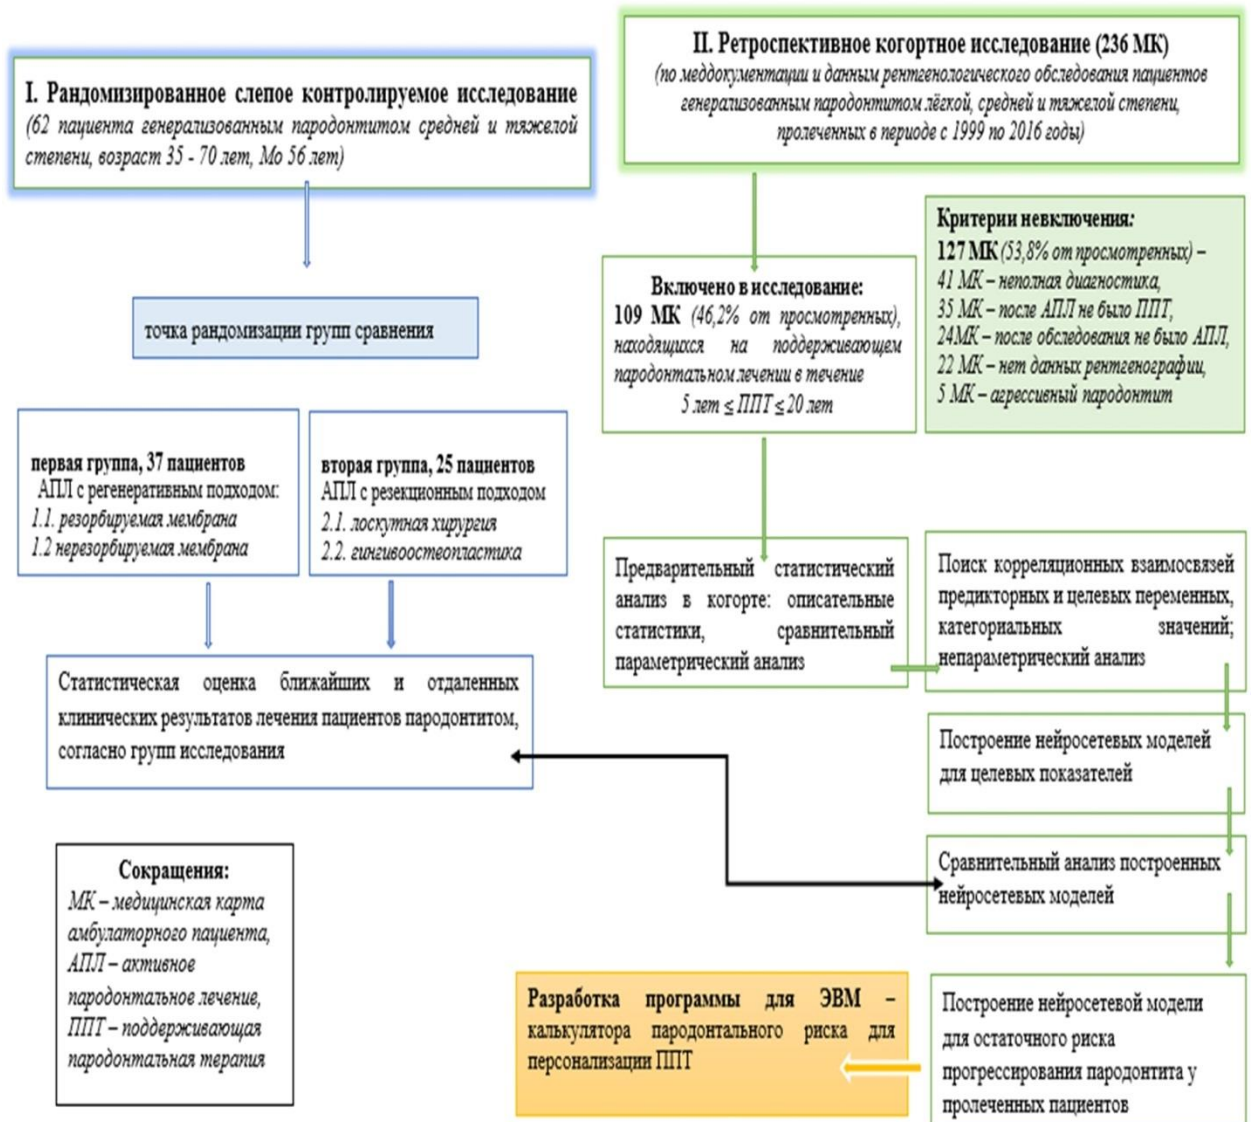 I. Рандомизированное слепое контролируемое исследование
(62 пациента генерализованным пародонтитом средней и тяжелой
степени, возраст 35 - 70 лет, Мо 56 лет)
точка рандомизации групп сравнения
первая группа, 37 пациентов
АПЛ с регенеративным подходом:
1.1. резорбируемая мембрана
1.2 нерезорбируемая мембрана
вторая группа, 25 пациентов
АПЛ с резекционным подходом
2.1. лоскутная хирургия
2.2. гингивоостеопластика
Статистическая оценка ближайших и отдаленных
клинических результатов лечения пациентов пародонтитом,
согласно групп исследования
Сокращения:
МК – медицинская карта
амбулаторного пациента,
АПЛ – активное
пародонтальное лечение,
ППТ – поддерживающая
пародонтальная терапия
II. Ретроспективное когортное исследование (236 МК)
(по меддокументации и данным рентгенологического обследования пациентов
генерализованным пародонтитом лёгкой, средней и тяжелой степени,
пролеченных в периоде с 1999 по 2016 годы)
Включено в исследование:
109 МК (46,2% от просмотренных),
находящихся на поддерживающем
пародонтальном лечении в течение
5 лет ≤ ППТ ≤ 20 лет
Критерии невключения:
127 МК (53,8% от просмотренных) –
41 МК – неполная диагностика,
35 МК – после АПЛ не было ППТ,
24МК – после обследования не было АПЛ,
22 МК – нет данных рентгенографии,
5 МК – агрессивный пародонтит
Предварительный статистический
анализ в когорте: описательные
статистики, сравнительный
параметрический анализ
Поиск корреляционных взаимосвязей
предикторных и целевых переменных,
категориальных значений;
непараметрический анализ
Построение нейросетевых моделей
для целевых показателей
Сравнительный анализ построенных
нейросетевых моделей
Построение нейросетевой модели
для остаточного риска
прогрессирования пародонтита у
пролеченных пациентов
Разработка программы для ЭВМ –
калькулятора пародонтального риска для
персонализации ППТ